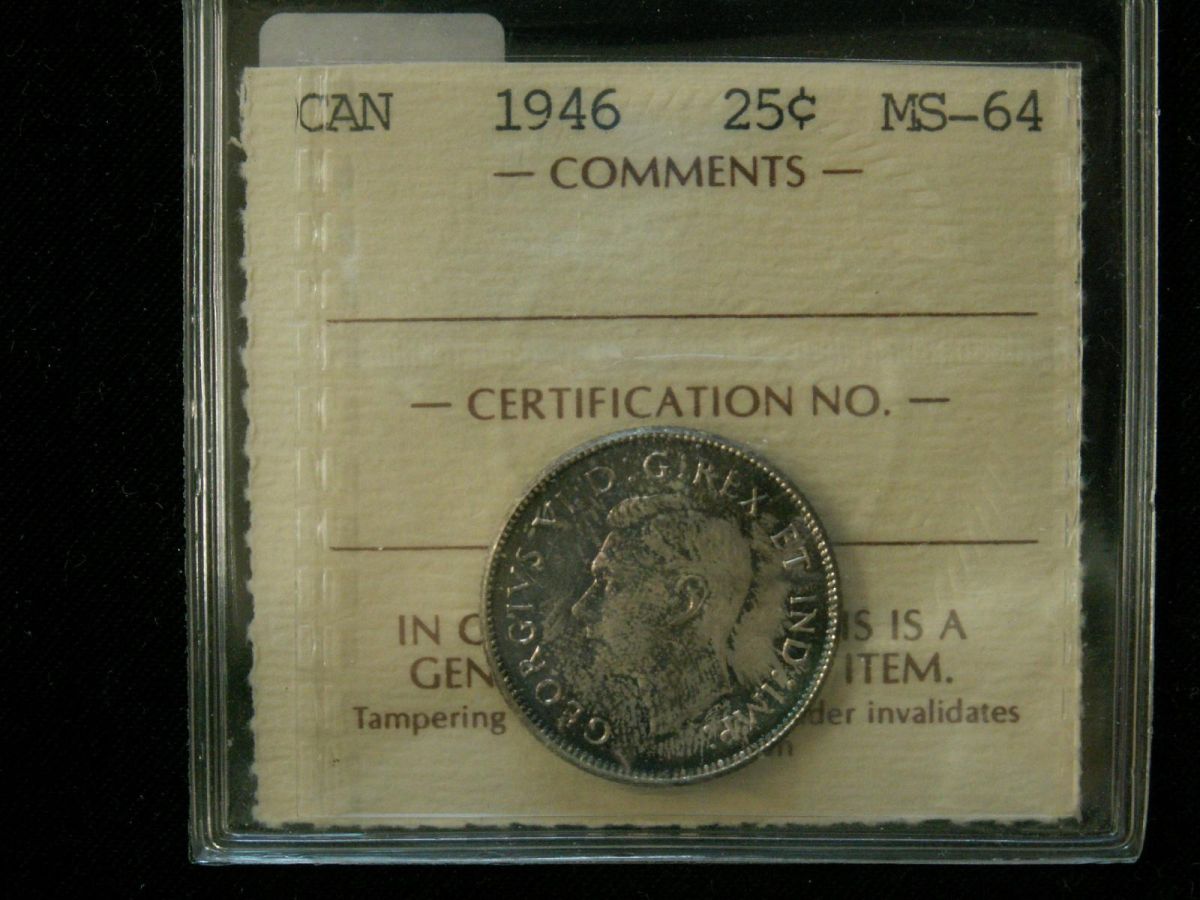 CAN 1946 25¢ MS-64
— COMMENTS —
— CERTIFICATION NO. —
IN IS IS A
GEN ITEM.
Tampering der invalidates
GEORGIVS VI D:G:REX ET IND:IMP: